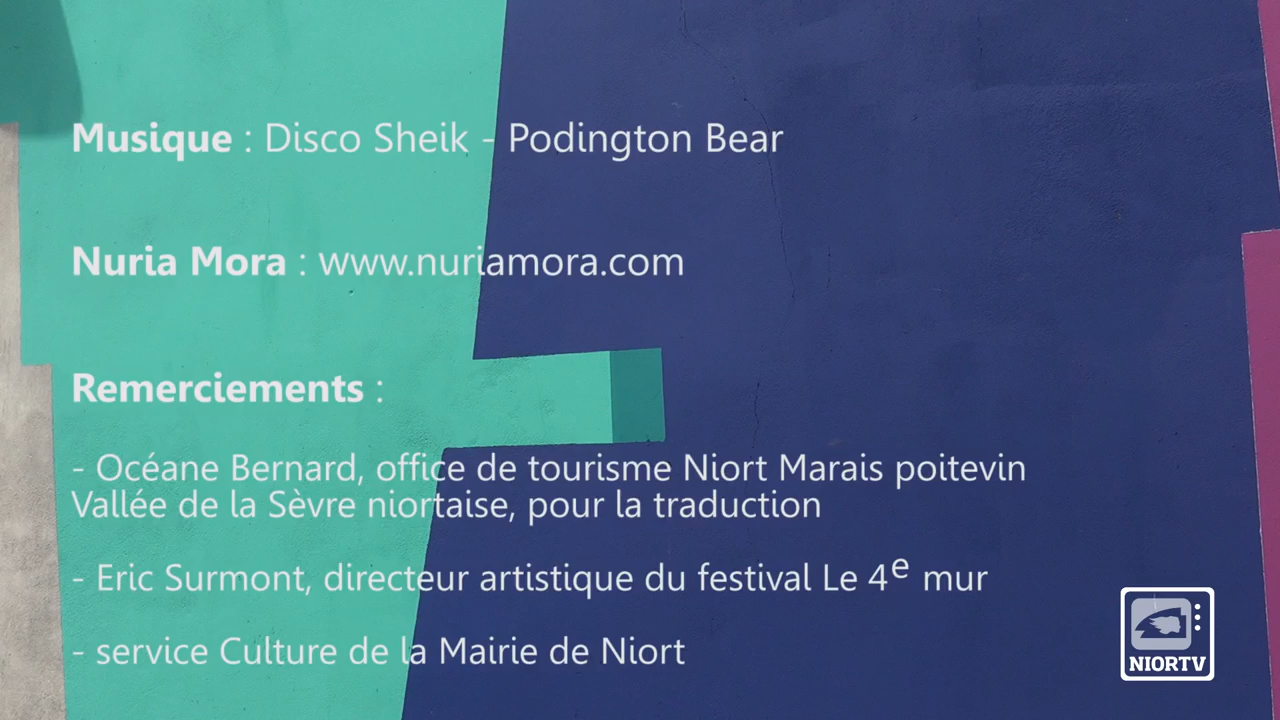 Musique : Disco Sheik - Podington Bear
Nuria Mora : www.nuriamora.com
Remerciements :
- Océane Bernard, office de tourisme Niort Marais poitevin
Vallée de la Sèvre niortaise, pour la traduction
- Eric Surmont, directeur artistique du festival Le 4e mur
- service Culture de la Mairie de Niort
NIORTV